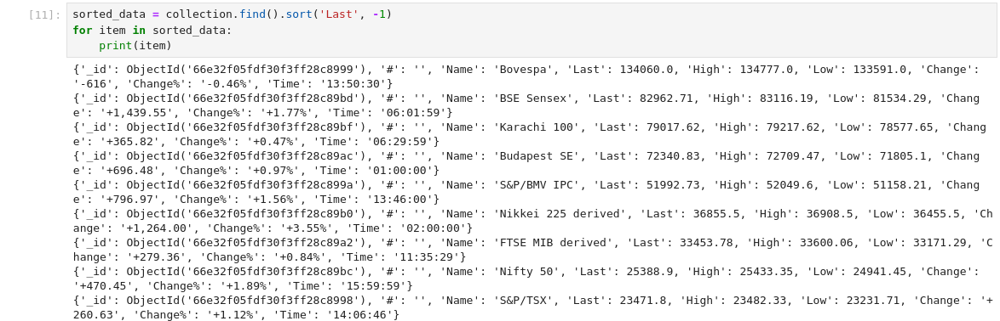 [11]: sorted_data = collection.find().sort('Last', -1)
for item in sorted_data:
    print(item)
{'_id': ObjectId('66e32f05fdf30f3ff28c8999'), '#': '', 'Name': 'Bovespa', 'Last': 134060.0, 'High': 134777.0, 'Low': 133591.0, 'Change':
'-616', 'Change%': '-0.46%', 'Time': '13:50:30'}
{'_id': ObjectId('66e32f05fdf30f3ff28c89bd'), '#': '', 'Name': 'BSE Sensex', 'Last': 82962.71, 'High': 83116.19, 'Low': 81534.29, 'Chang
e': '+1,439.55', 'Change%': '+1.77%', 'Time': '06:01:59'}
{'_id': ObjectId('66e32f05fdf30f3ff28c89bf'), '#': '', 'Name': 'Karachi 100', 'Last': 79017.62, 'High': 79217.62, 'Low': 78577.65, 'Chang
e': '+365.82', 'Change%': '+0.47%', 'Time': '06:29:59'}
{'_id': ObjectId('66e32f05fdf30f3ff28c89ac'), '#': '', 'Name': 'Budapest SE', 'Last': 72340.83, 'High': 72709.47, 'Low': 71805.1, 'Chang
e': '+696.48', 'Change%': '+0.97%', 'Time': '01:00:00'}
{'_id': ObjectId('66e32f05fdf30f3ff28c899a'), '#': '', 'Name': 'S&P/BMV IPC', 'Last': 51992.73, 'High': 52049.6, 'Low': 51158.21, 'Chang
e': '+796.97', 'Change%': '+1.56%', 'Time': '13:46:00'}
{'_id': ObjectId('66e32f05fdf30f3ff28c89b0'), '#': '', 'Name': 'Nikkei 225 derived', 'Last': 36855.5, 'High': 36908.5, 'Low': 36455.5, 'Ch
ange': '+1,264.00', 'Change%': '+3.55%', 'Time': '02:00:00'}
{'_id': ObjectId('66e32f05fdf30f3ff28c89a2'), '#': '', 'Name': 'FTSE MIB derived', 'Last': 33453.78, 'High': 33600.06, 'Low': 33171.29, 'C
hange': '+279.36', 'Change%': '+0.84%', 'Time': '11:35:29'}
{'_id': ObjectId('66e32f05fdf30f3ff28c89bc'), '#': '', 'Name': 'Nifty 50', 'Last': 25388.9, 'High': 25433.35, 'Low': 24941.45, 'Change':
'+470.45', 'Change%': '+1.89%', 'Time': '15:59:59'}
{'_id': ObjectId('66e32f05fdf30f3ff28c8998'), '#': '', 'Name': 'S&P/TSX', 'Last': 23471.8, 'High': 23482.33, 'Low': 23231.71, 'Change': '+
260.63', 'Change%': '+1.12%', 'Time': '14:06:46'}